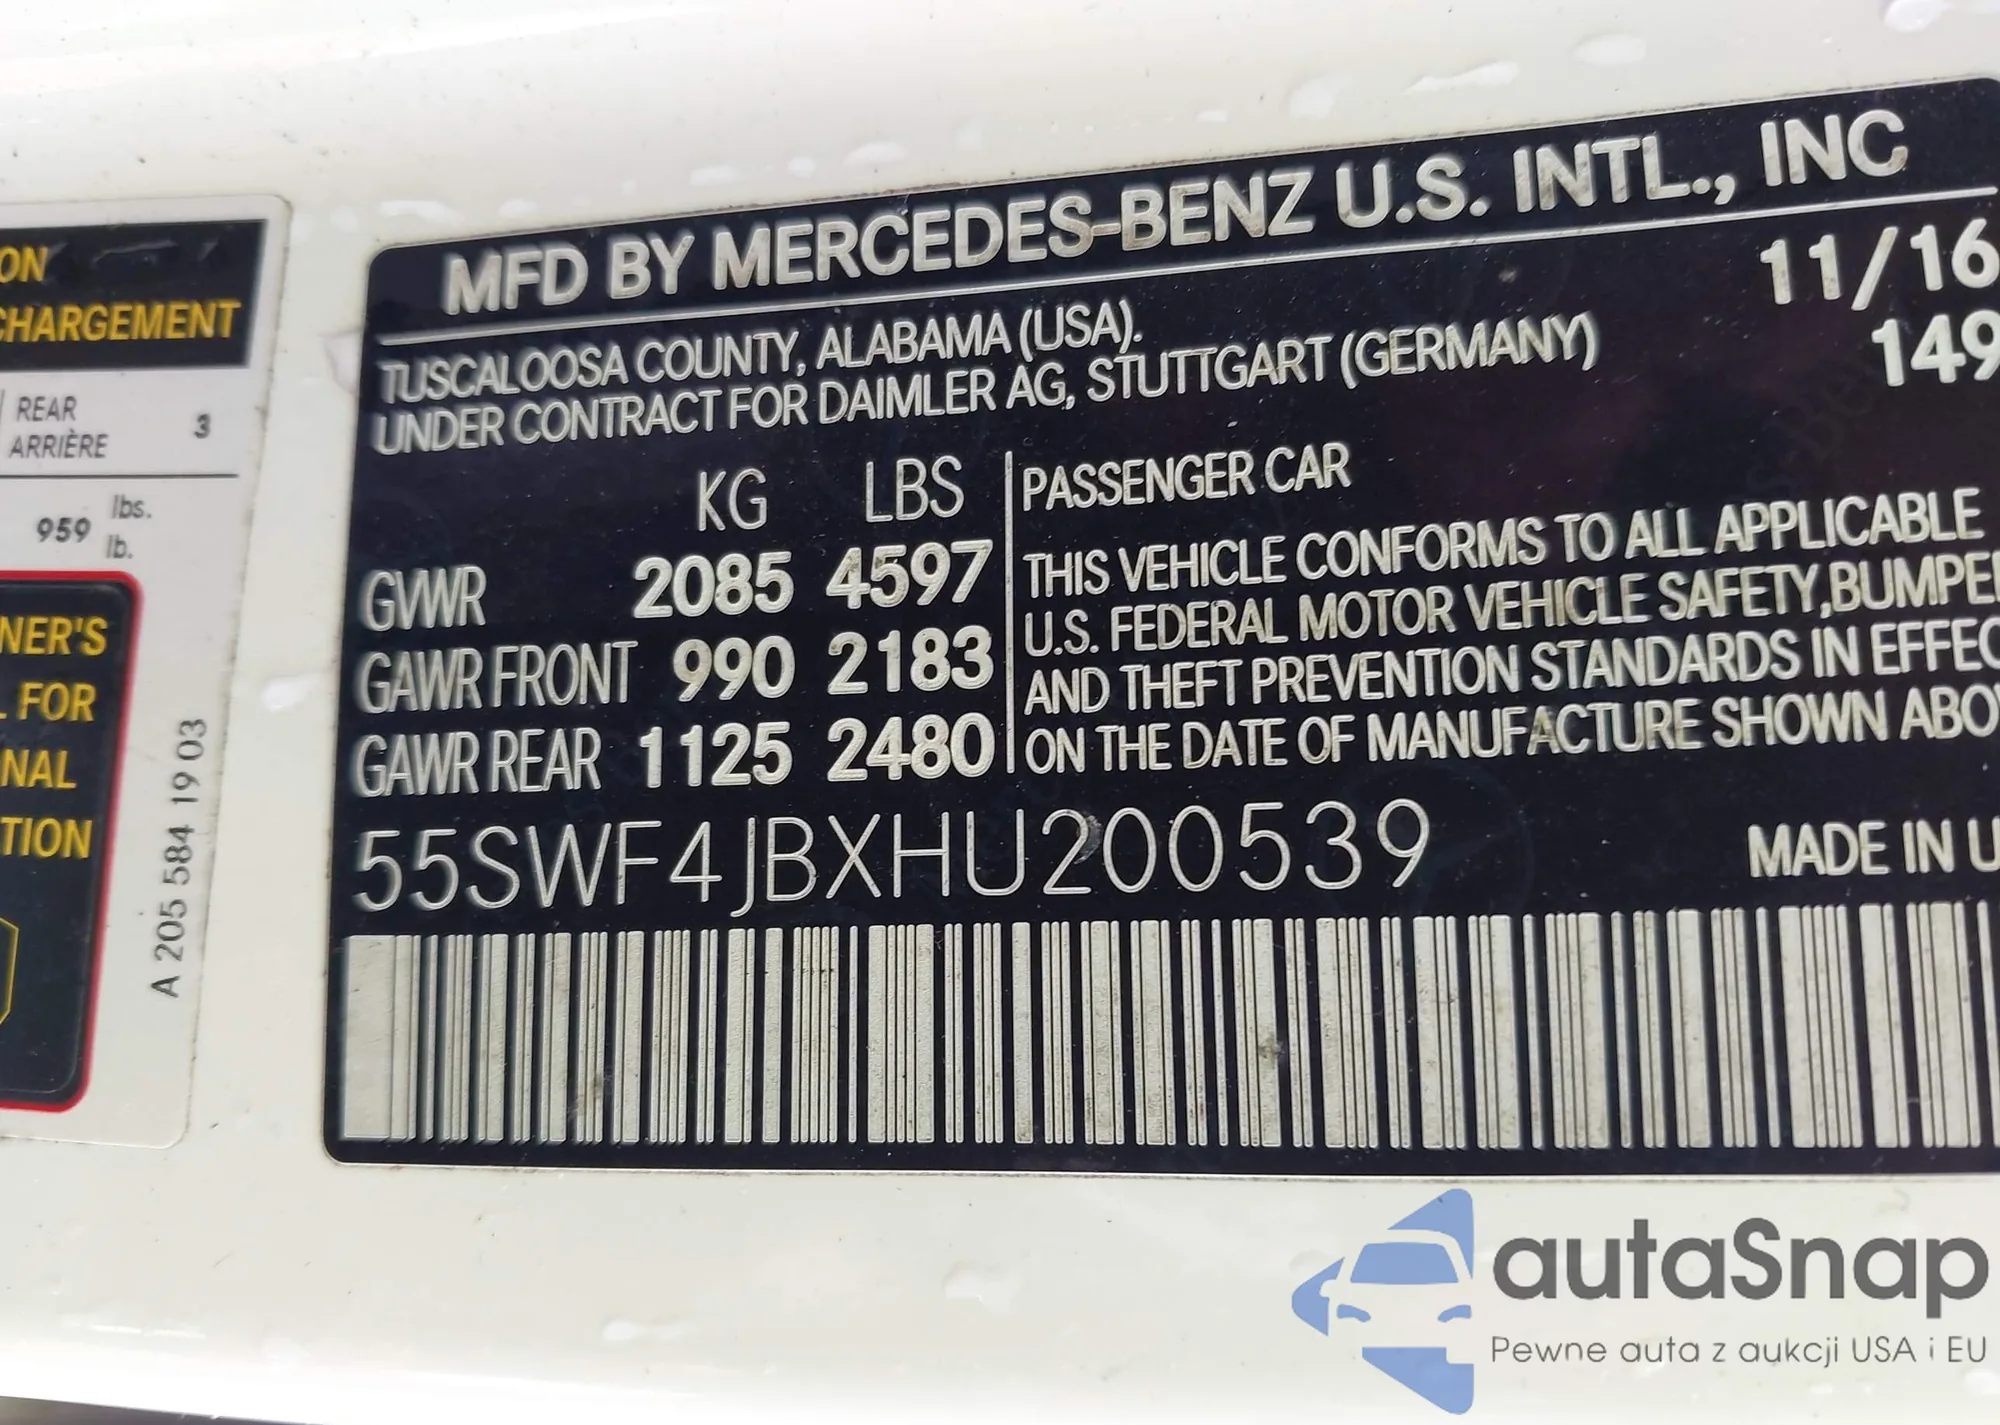 ON
CHARGEMENT
REAR
ARRIÈRE 3
959 lbs.
lb.
NER'S
FOR
NAL
TION
A 205 584 19 03
MFD BY MERCEDES-BENZ U.S. INTL., INC
TUSCALOOSA COUNTY, ALABAMA (USA). 11/16
UNDER CONTRACT FOR DAIMLER AG, STUTTGART (GERMANY) 149
KG LBS
GVWR 2085 4597
GAWR FRONT 990 2183
GAWR REAR 1125 2480
PASSENGER CAR
THIS VEHICLE CONFORMS TO ALL APPLICABLE
U.S. FEDERAL MOTOR VEHICLE SAFETY,BUMPE
AND THEFT PREVENTION STANDARDS IN EFFEC
ON THE DATE OF MANUFACTURE SHOWN ABO
55SWF4JBXHU200539
MADE IN U
autaSnap
Pewne auta z aukcji USA i EU